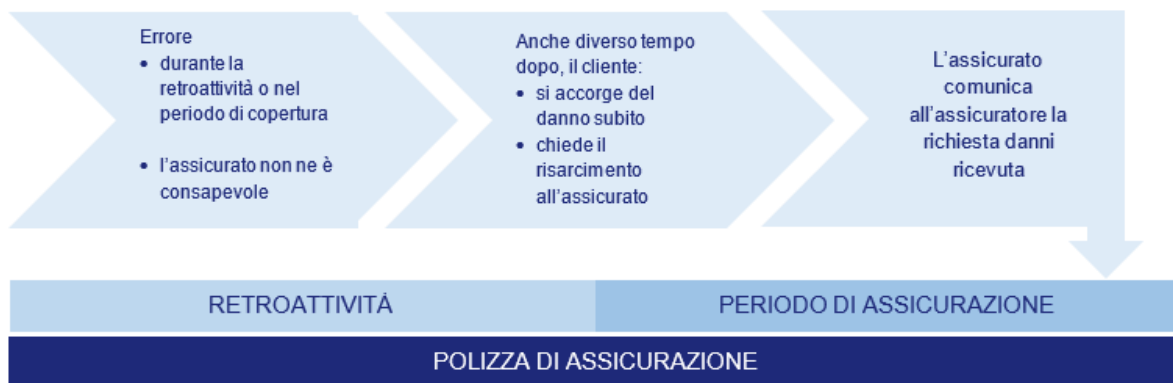 Errore
• durante la
retroattività o nel
periodo di copertura
• l'assicurato non ne è
consapevole
Anche diverso tempo
dopo, il cliente:
• si accorge del
danno subito
• chiede il
risarcimento
all'assicurato
L'assicurato
comunica
all'assicuratore la
richiesta danni
ricevuta
RETROATTIVITÀ
PERIODO DI ASSICURAZIONE
POLIZZA DI ASSICURAZIONE